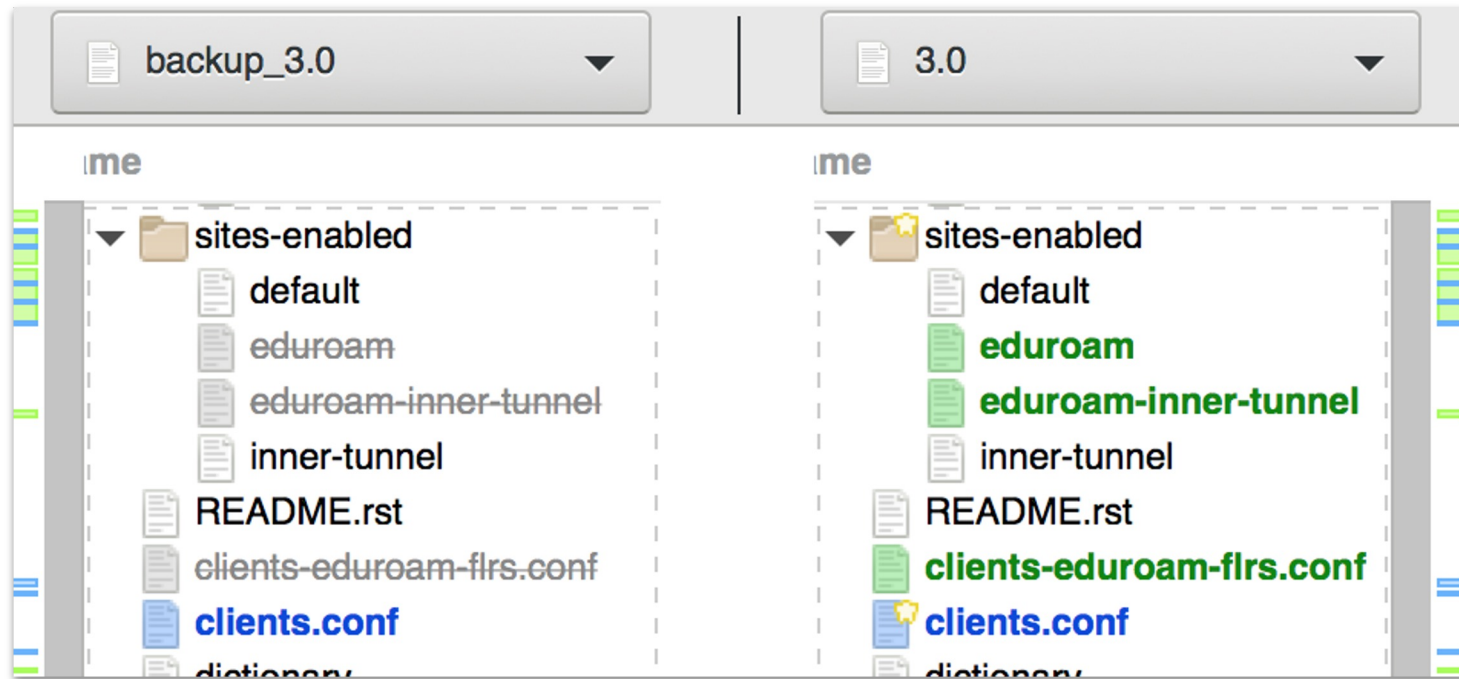 backup_3.0
3.0
me
me
sites-enabled
sites-enabled
default
default
eduroam
eduroam
eduroam-inner-tunnel
eduroam-inner-tunnel
inner-tunnel
inner-tunnel
README.rst
README.rst
clients-eduroam-flrs.conf
clients-eduroam-flrs.conf
clients.conf
clients.conf
dictionary
dictionary